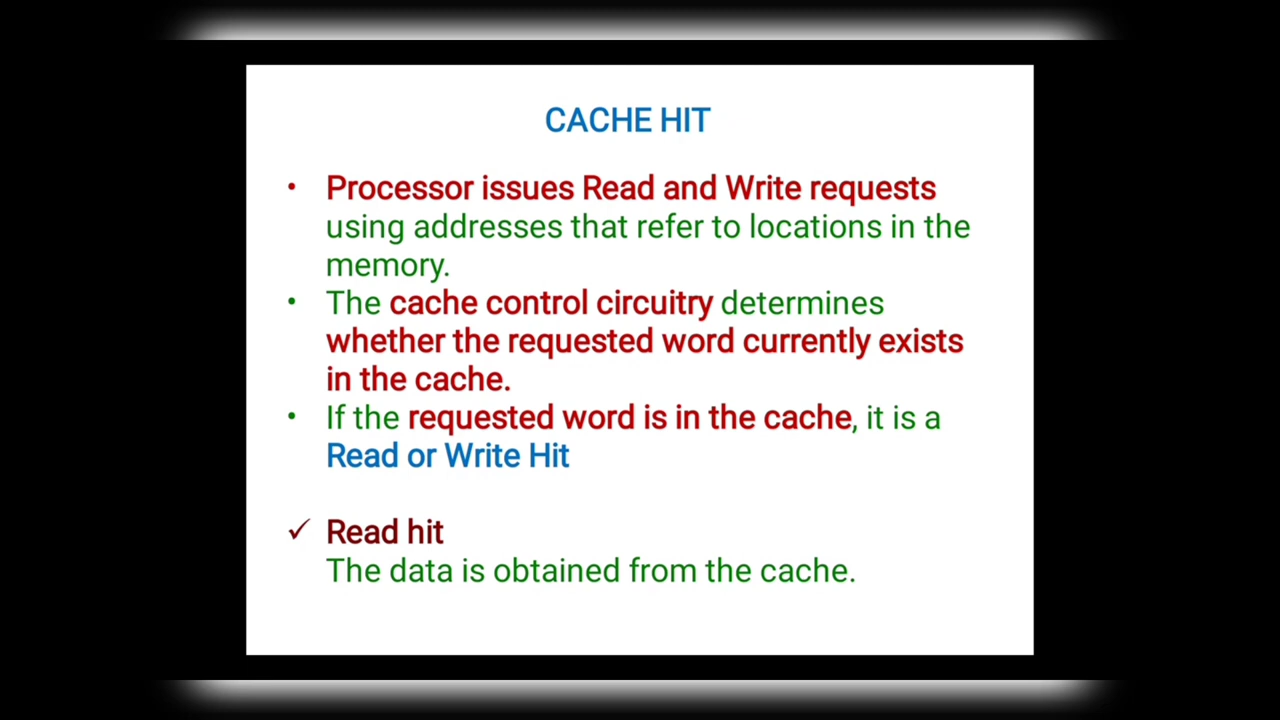 CACHE HIT
• Processor issues Read and Write requests
using addresses that refer to locations in the
memory.
• The cache control circuitry determines
whether the requested word currently exists
in the cache.
• If the requested word is in the cache, it is a
Read or Write Hit
✓ Read hit
The data is obtained from the cache.